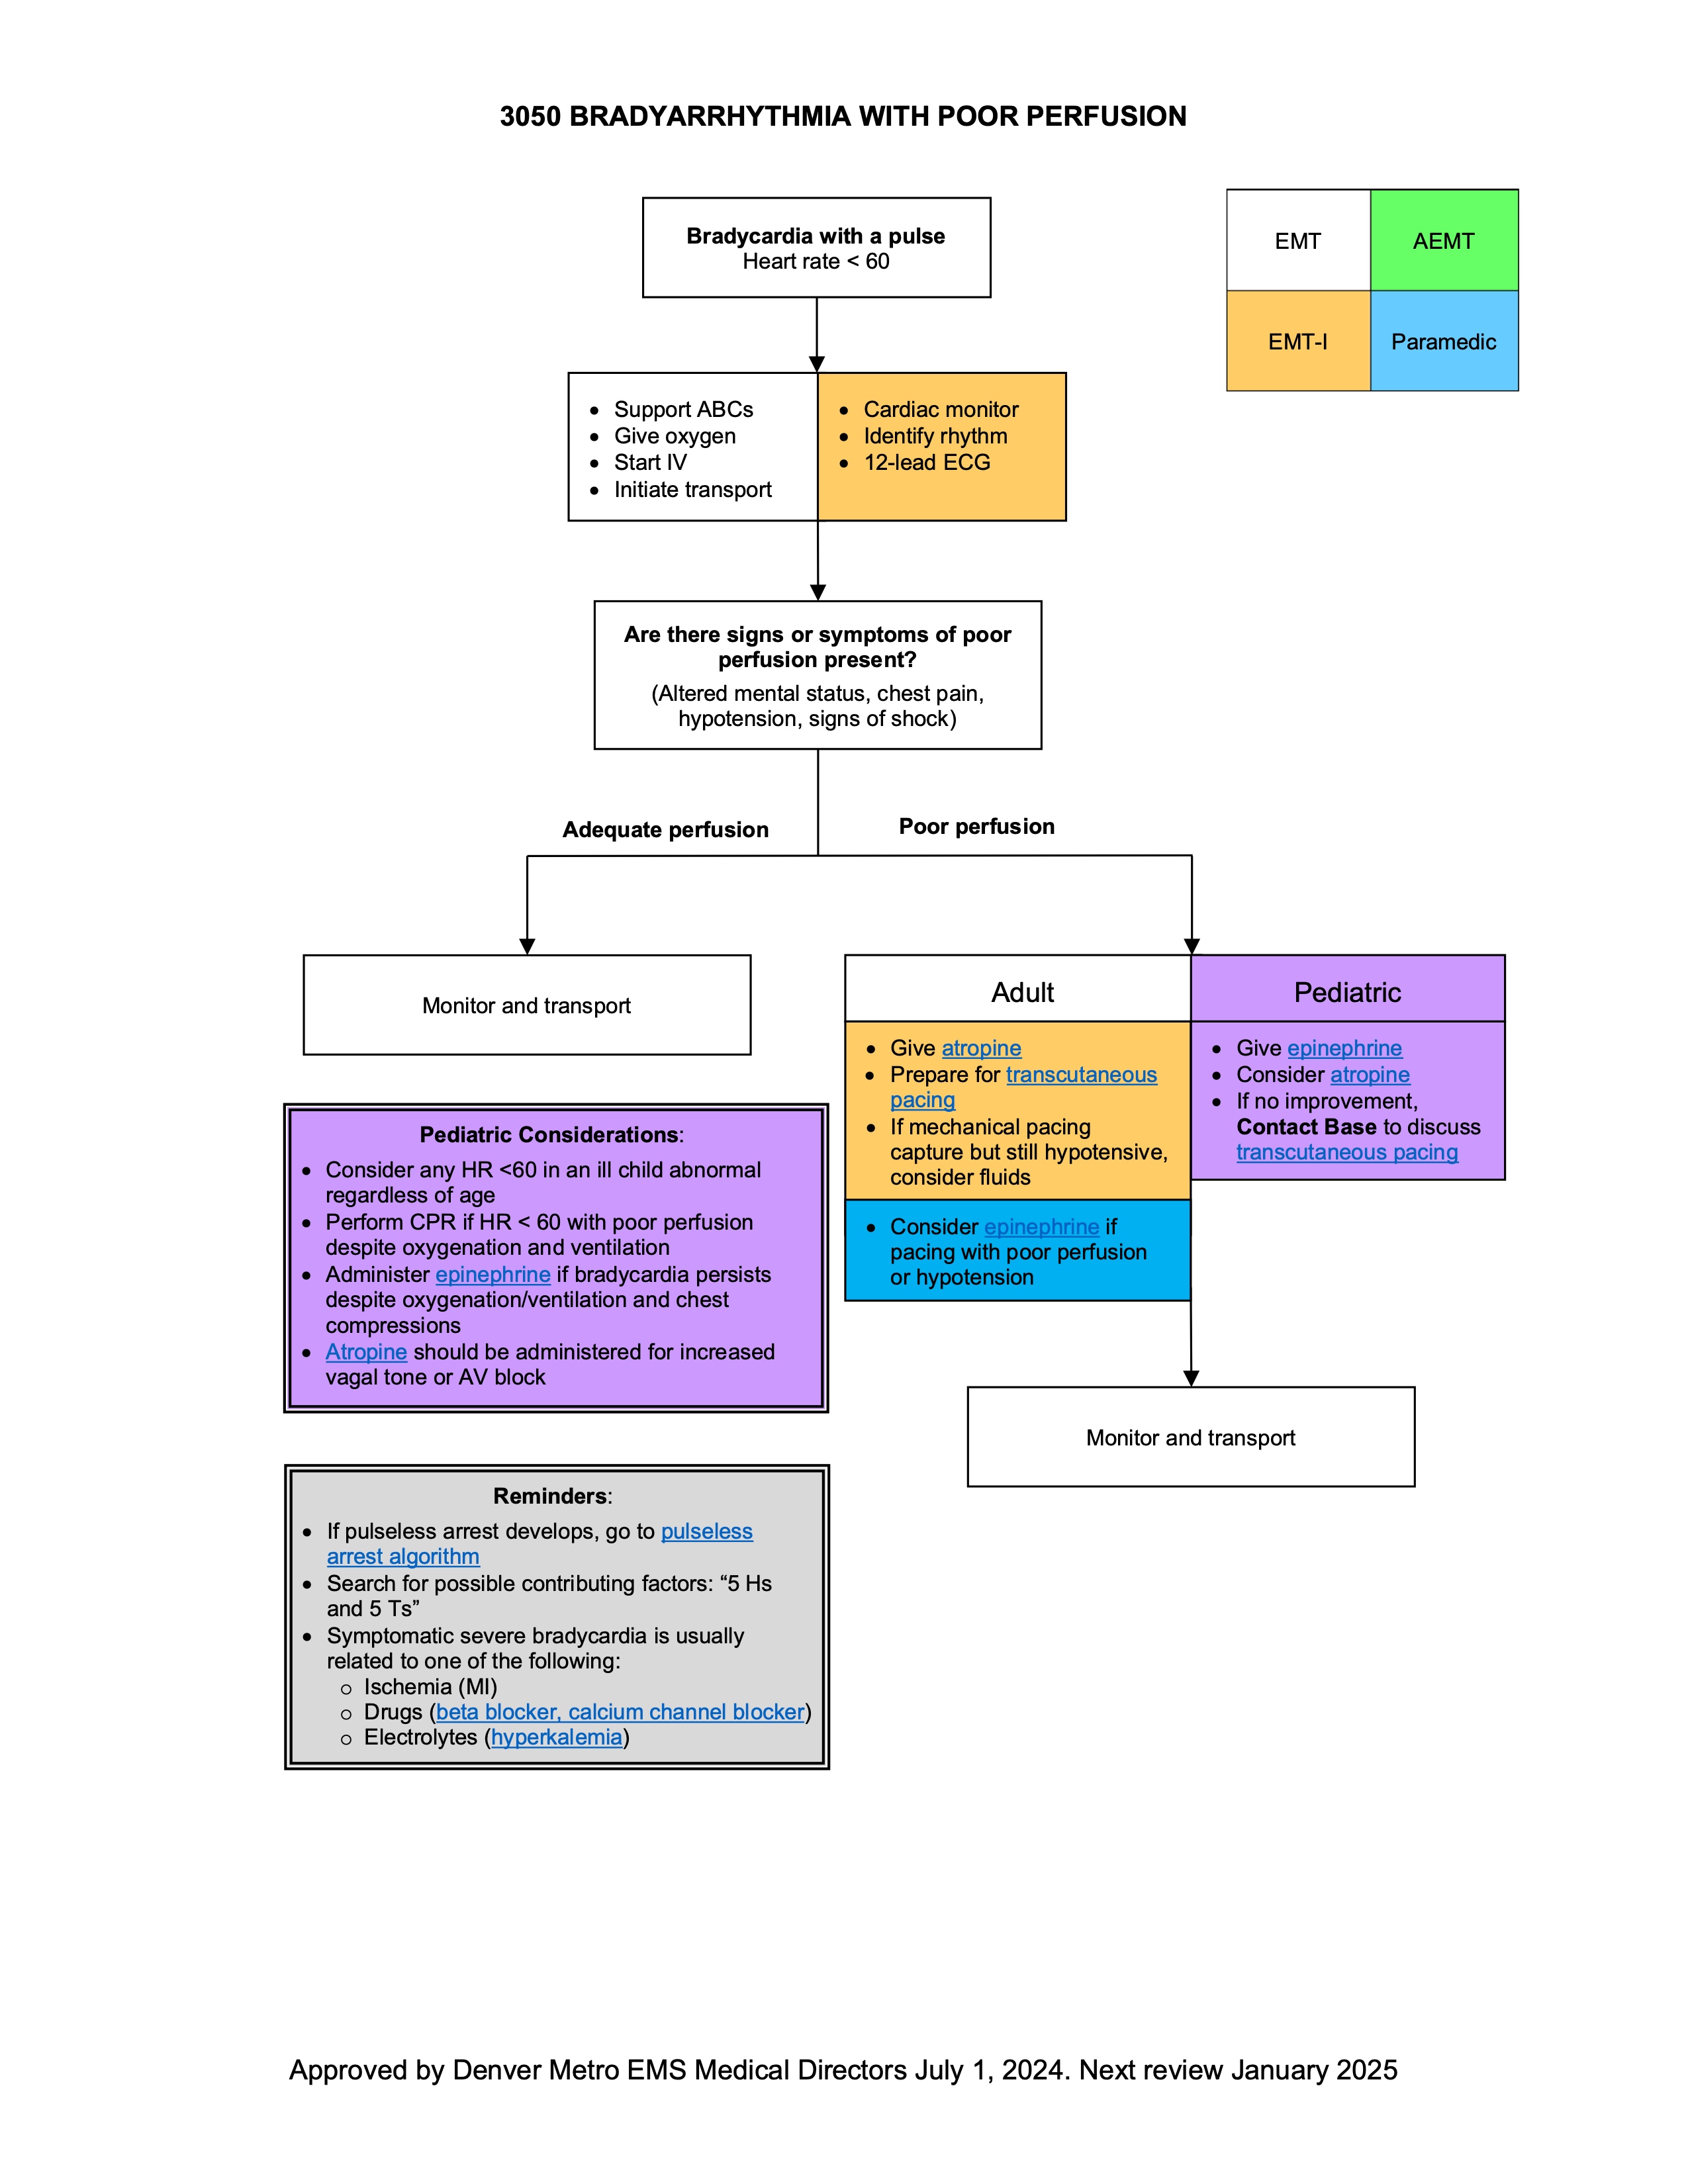 3050 BRADYARRHYTHMIA WITH POOR PERFUSION
Bradycardia with a pulse
Heart rate < 60
EMT
AEMT
EMT-I
Paramedic
• Support ABCs
• Give oxygen
• Start IV
• Initiate transport
• Cardiac monitor
• Identify rhythm
• 12-lead ECG
Are there signs or symptoms of poor
perfusion present?
(Altered mental status, chest pain,
hypotension, signs of shock)
Adequate perfusion
Poor perfusion
Monitor and transport
Adult
• Give atropine
• Prepare for transcutaneous
pacing
• If mechanical pacing
capture but still hypotensive,
consider fluids
• Consider epinephrine if
pacing with poor perfusion
or hypotension
Pediatric
• Give epinephrine
• Consider atropine
• If no improvement,
Contact Base to discuss
transcutaneous pacing
Monitor and transport
Pediatric Considerations:
• Consider any HR <60 in an ill child abnormal
regardless of age
• Perform CPR if HR < 60 with poor perfusion
despite oxygenation and ventilation
• Administer epinephrine if bradycardia persists
despite oxygenation/ventilation and chest
compressions
• Atropine should be administered for increased
vagal tone or AV block
Reminders:
• If pulseless arrest develops, go to pulseless
arrest algorithm
• Search for possible contributing factors: “5 Hs
and 5 Ts”
• Symptomatic severe bradycardia is usually
related to one of the following:
o Ischemia (MI)
o Drugs (beta blocker, calcium channel blocker)
o Electrolytes (hyperkalemia)
Approved by Denver Metro EMS Medical Directors July 1, 2024. Next review January 2025